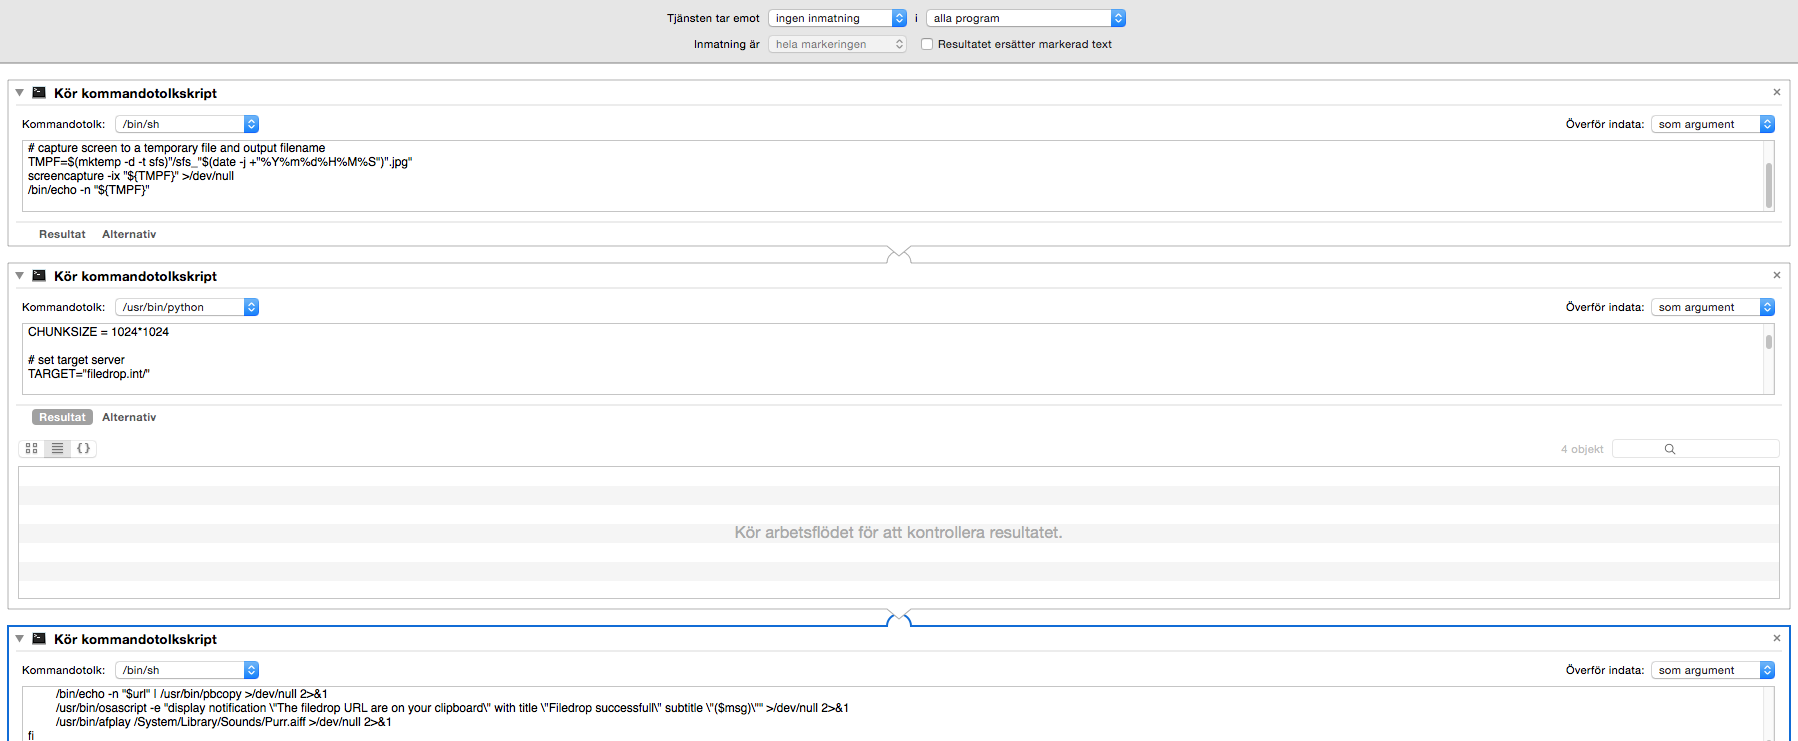 Tjänsten tar emot ingen inmatning i alla program
Inmatning är hela markeringen Resultatet ersätter markerad text
Kör kommandotolkskript
Kommandotolk: /bin/sh Överför indata: som argument
# capture screen to a temporary file and output filename
TMPF=$(mktemp -d -t sfs)"/sfs_"$(date -j +"%Y%m%d%H%M%S")".jpg"
screencapture -ix "${TMPF}" >/dev/null
/bin/echo -n "${TMPF}"
Resultat Alternativ
Kör kommandotolkskript
Kommandotolk: /usr/bin/python Överför indata: som argument
CHUNKSIZE = 1024*1024
# set target server
TARGET="filedrop.int/"
Resultat Alternativ
{} 4 objekt
Kör arbetsflödet för att kontrollera resultatet.
Kör kommandotolkskript
Kommandotolk: /bin/sh Överför indata: som argument
/bin/echo -n "$url" | /usr/bin/pbcopy >/dev/null 2>&1
/usr/bin/osascript -e "display notification \"The filedrop URL are on your clipboard\" with title \"Filedrop successfull\" subtitle \"($msg)\"" >/dev/null 2>&1
/usr/bin/afplay /System/Library/Sounds/Purr.aiff >/dev/null 2>&1
fi